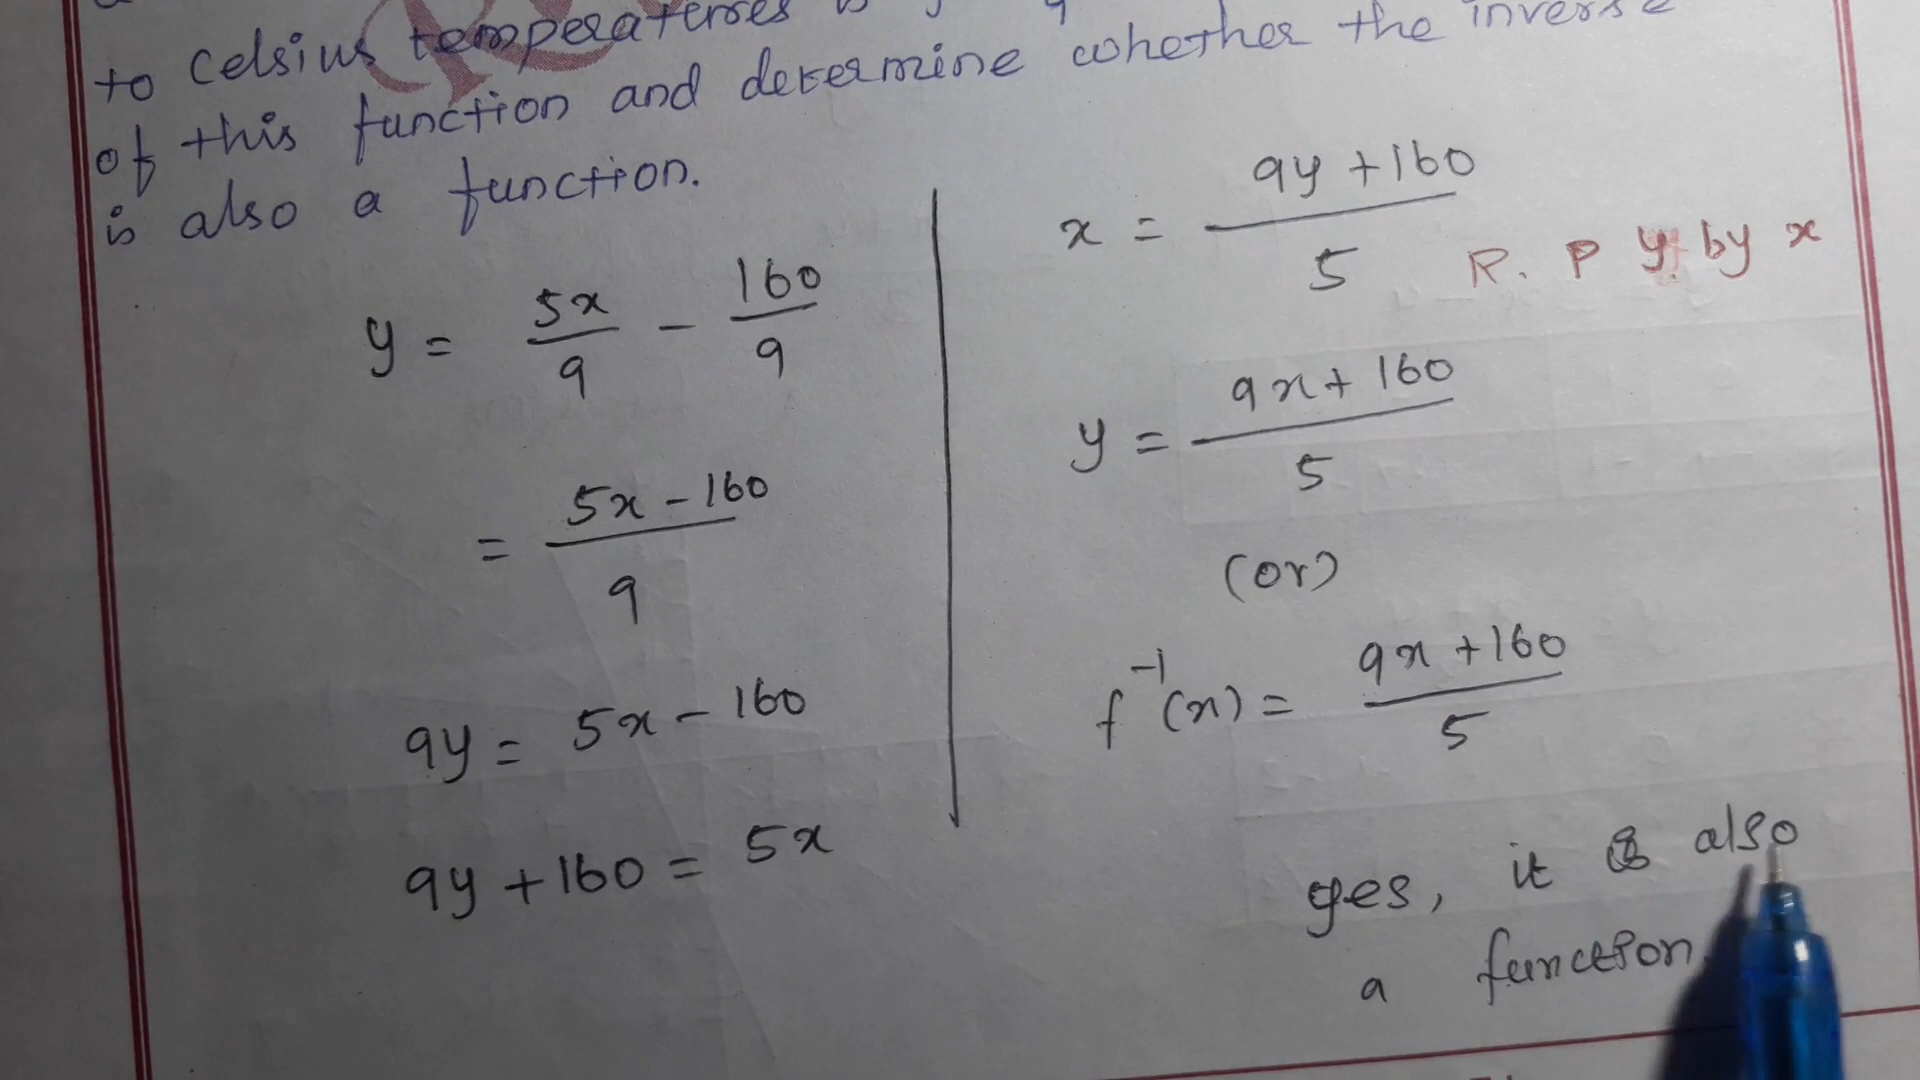 to Celsius temperatures
of this function and determine whether the inverse
is also a function.
y = 5x/9 - 160/9
= 5x - 160/9
9y = 5x - 160
9y + 160 = 5x
x = 9y + 160/5
R. P y by x
y = 9x + 160/5
(or)
f⁻¹(x) = 9x + 160/5
yes, it is also
a function